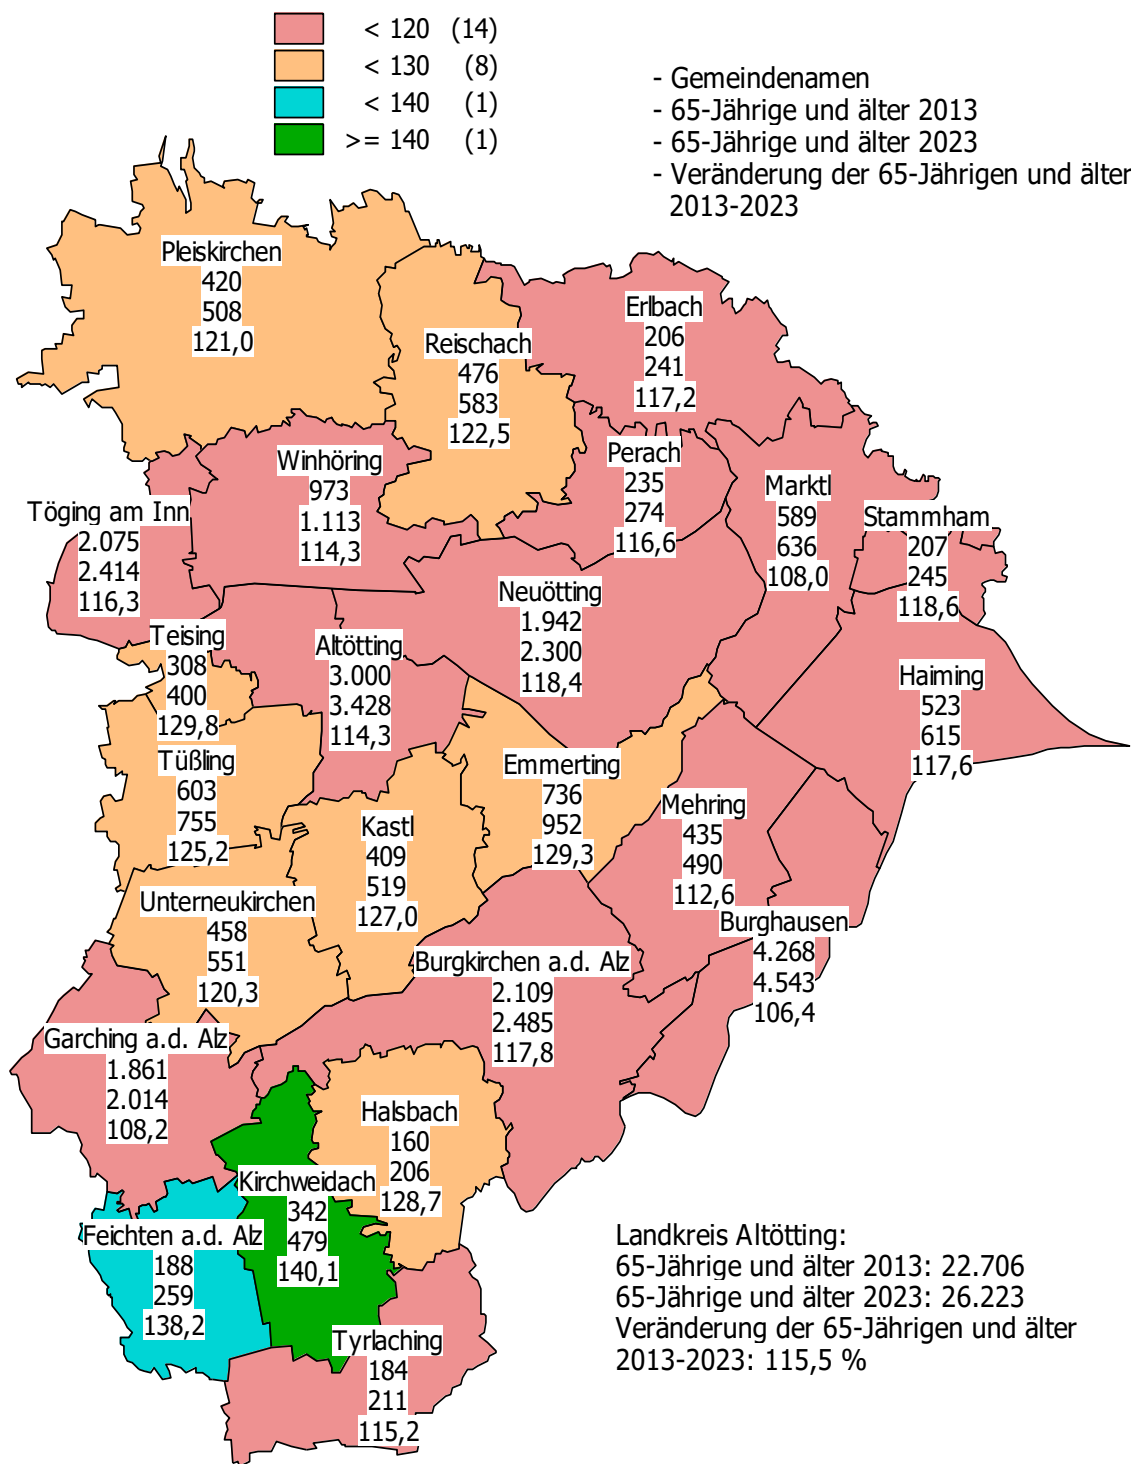 < 120 (14)
< 130 (8)
< 140 (1)
>= 140 (1)
- Gemeindenamen
- 65-Jährige und älter 2013
- 65-Jährige und älter 2023
- Veränderung der 65-Jährigen und älter
2013-2023
Pleiskirchen
420
508
121,0
Reischach
476
583
122,5
Erlbach
206
241
117,2
Winhöring
973
1.113
114,3
Perach
235
274
116,6
Marktl
589
636
108,0
Stammham
207
245
118,6
Töging am Inn
2.075
2.414
116,3
Neuötting
1.942
2.300
118,4
Teising
308
400
129,8
Altötting
3.000
3.428
114,3
Haiming
523
615
117,6
Tüßling
603
755
125,2
Emmerting
736
952
129,3
Mehring
435
490
112,6
Kastl
409
519
127,0
Unterneukirchen
458
551
120,3
Burghausen
4.268
4.543
106,4
Burgkirchen a.d. Alz
2.109
2.485
117,8
Garching a.d. Alz
1.861
2.014
108,2
Halsbach
160
206
128,7
Kirchweidach
342
479
140,1
Feichten a.d. Alz
188
259
138,2
Tyrlaching
184
211
115,2
Landkreis Altötting:
65-Jährige und älter 2013: 22.706
65-Jährige und älter 2023: 26.223
Veränderung der 65-Jährigen und älter
2013-2023: 115,5 %